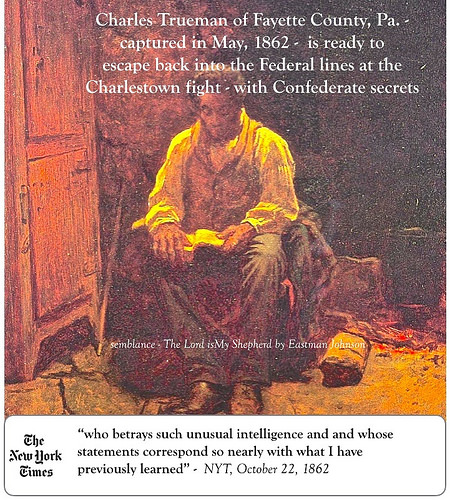 Charles Trueman of Fayette County, Pa. -
captured in May, 1862 - is ready to
escape back into the Federal lines at the
Charlestown fight - with Confederate secrets
semblance - The Lord isMy Shepherd by Eastman Johnson
The
New York
Times
“who betrays such unusual intelligence and and whose
statements correspond so nearly with what I have
previously learned” - NYT, October 22, 1862